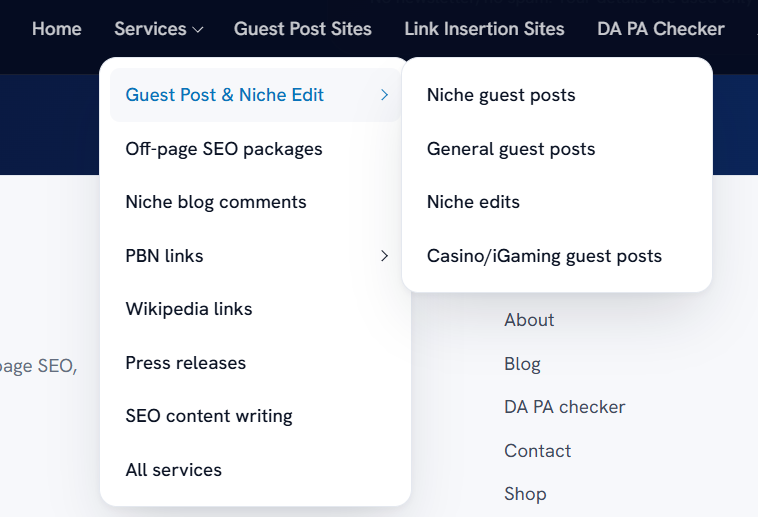 Home
Services
Guest Post Sites
Link Insertion Sites
DA PA Checker
Guest Post & Niche Edit
Off-page SEO packages
Niche blog comments
PBN links
Wikipedia links
Press releases
SEO content writing
All services
Niche guest posts
General guest posts
Niche edits
Casino/iGaming guest posts
SEO,
About
Blog
DA PA checker
Contact
Shop